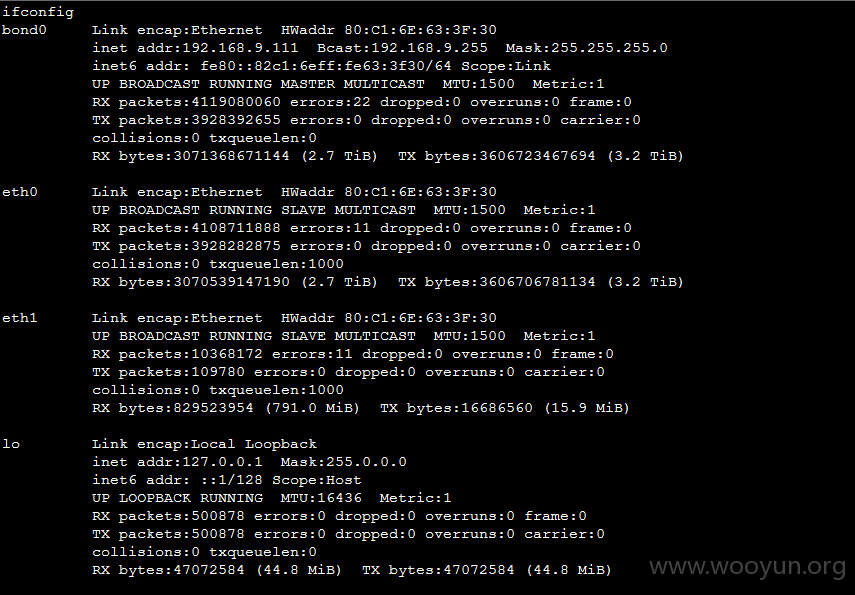 ifconfig
bond0 Link encap:Ethernet HWaddr 80:C1:6E:63:3F:30
inet addr:192.168.9.111 Bcast:192.168.9.255 Mask:255.255.255.0
inet6 addr: fe80::82c1:6eff:fe63:3f30/64 Scope:Link
UP BROADCAST RUNNING MASTER MULTICAST MTU:1500 Metric:1
RX packets:4119080060 errors:22 dropped:0 overruns:0 frame:0
TX packets:3928392655 errors:0 dropped:0 overruns:0 carrier:0
collisions:0 txqueuelen:0
RX bytes:3071368671144 (2.7 TiB) TX bytes:3606723467694 (3.2 TiB)
eth0 Link encap:Ethernet HWaddr 80:C1:6E:63:3F:30
UP BROADCAST RUNNING SLAVE MULTICAST MTU:1500 Metric:1
RX packets:4108711888 errors:11 dropped:0 overruns:0 frame:0
TX packets:3928282875 errors:0 dropped:0 overruns:0 carrier:0
collisions:0 txqueuelen:1000
RX bytes:3070539147190 (2.7 TiB) TX bytes:3606706781134 (3.2 TiB)
eth1 Link encap:Ethernet HWaddr 80:C1:6E:63:3F:30
UP BROADCAST RUNNING SLAVE MULTICAST MTU:1500 Metric:1
RX packets:10368172 errors:11 dropped:0 overruns:0 frame:0
TX packets:109780 errors:0 dropped:0 overruns:0 carrier:0
collisions:0 txqueuelen:1000
RX bytes:829523954 (791.0 MiB) TX bytes:16686560 (15.9 MiB)
lo Link encap:Local Loopback
inet addr:127.0.0.1 Mask:255.0.0.0
inet6 addr: ::1/128 Scope:Host
UP LOOPBACK RUNNING MTU:16436 Metric:1
RX packets:500878 errors:0 dropped:0 overruns:0 frame:0
TX packets:500878 errors:0 dropped:0 overruns:0 carrier:0
collisions:0 txqueuelen:0
RX bytes:47072584 (44.8 MiB) TX bytes:47072584 (44.8 MiB)
www.wooyun.org